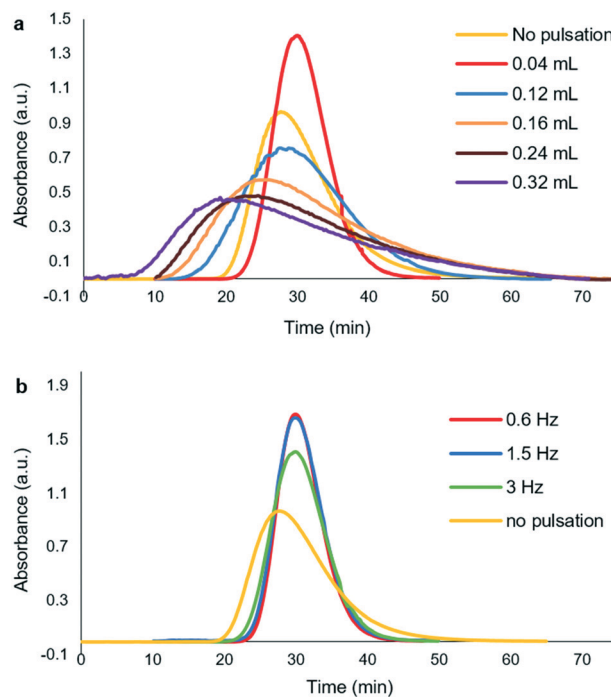 a
1.5
1.3
1.1
0.9
0.7
0.5
0.3
0.1
-0.1
Absorbance (a.u.)
0 10 20 30 40 50 60 70
Time (min)
No pulsation
0.04 mL
0.12 mL
0.16 mL
0.24 mL
0.32 mL
b
1.9
1.5
1.1
0.7
0.3
-0.1
Absorbance (a.u.)
0 10 20 30 40 50 60 70
Time (min)
0.6 Hz
1.5 Hz
3 Hz
no pulsation